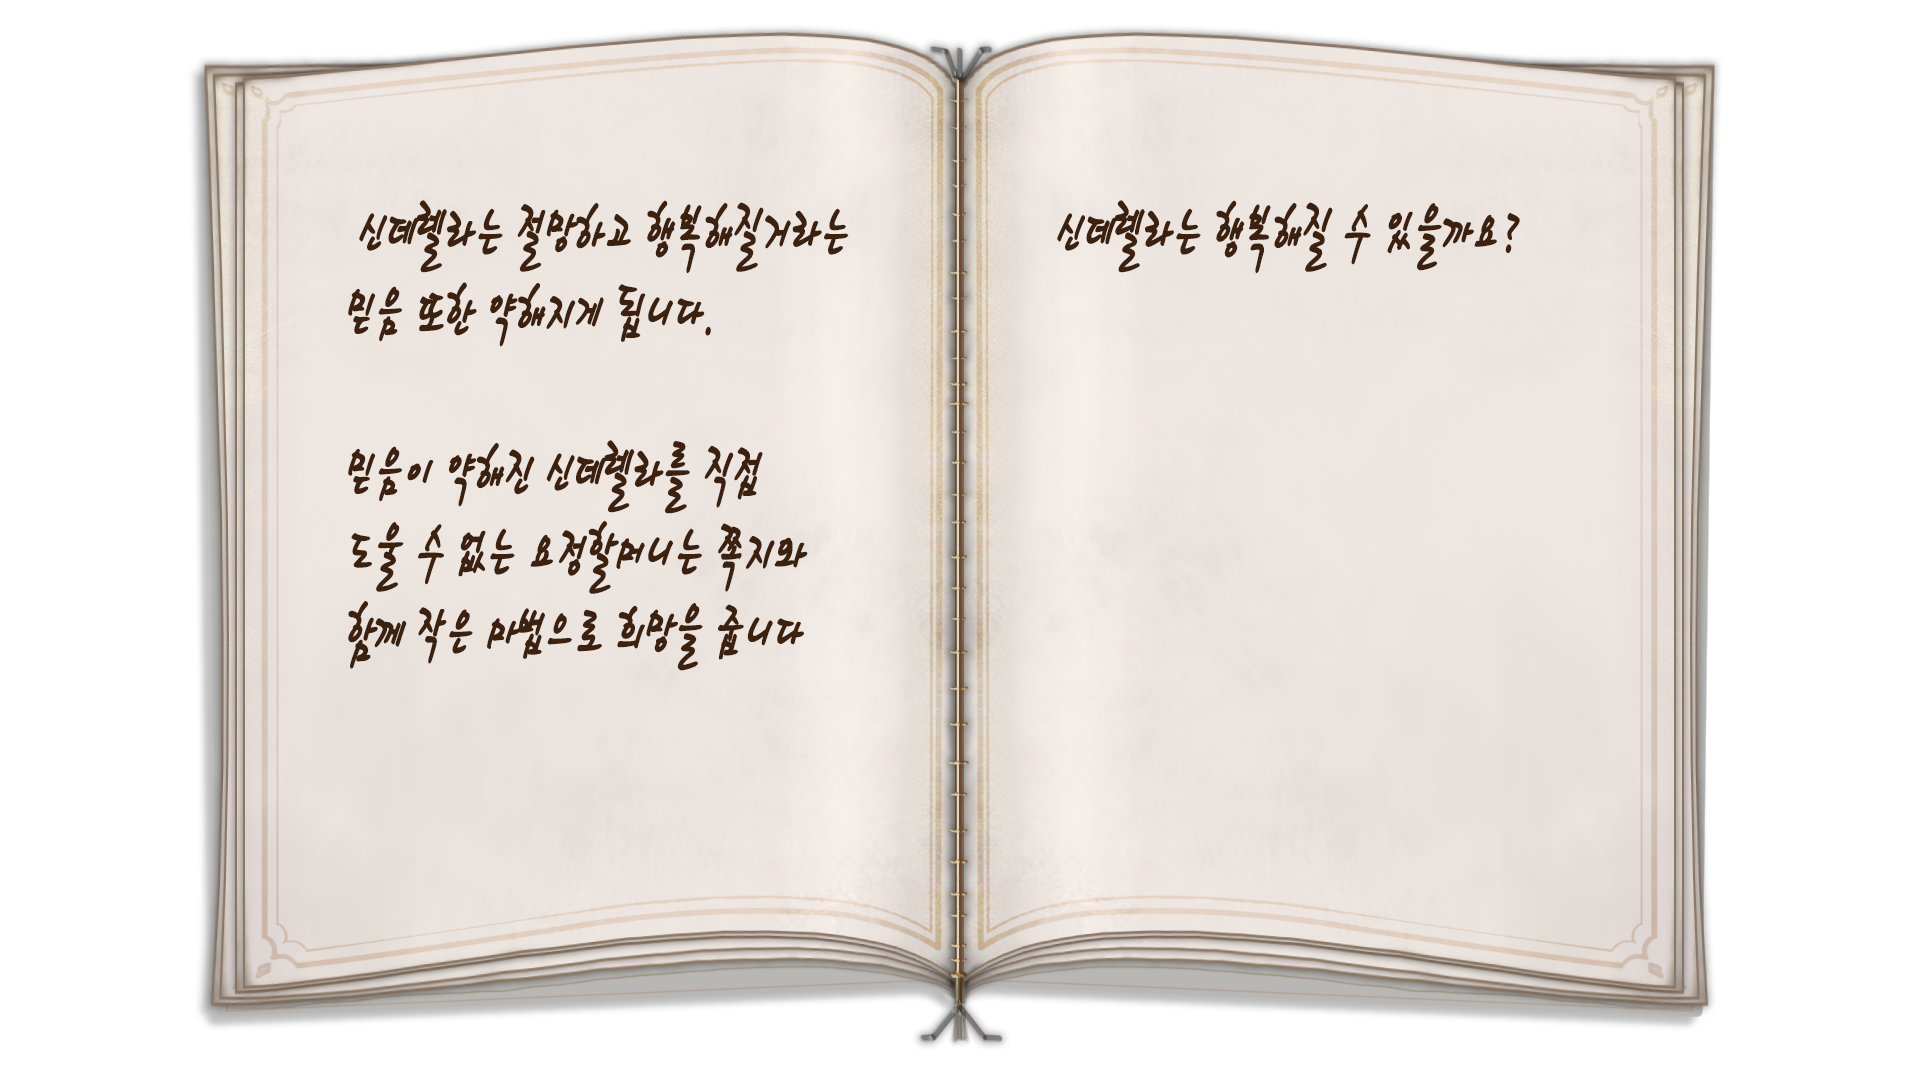 신데렐라는 절망하고 행복해질거라는
믿음 또한 약해지게 됩니다.
믿음이 약해진 신데렐라를 직접
도울 수 없는 요정할머니는 쪽지와
함께 작은 마법으로 희망을 줍니다
신데렐라는 행복해질 수 있을까요?